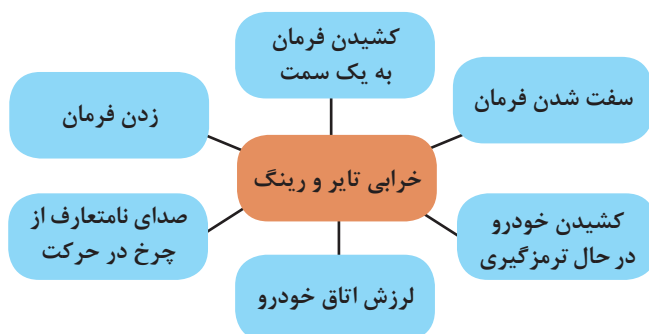 کشیدن فرمان
به یک سمت
سفت شدن فرمان
زدن فرمان
خرابی تایر و رینگ
کشیدن خودرو
در حال ترمزگیری
صدای نامتعارف از
چرخ در حرکت
لرزش اتاق خودرو